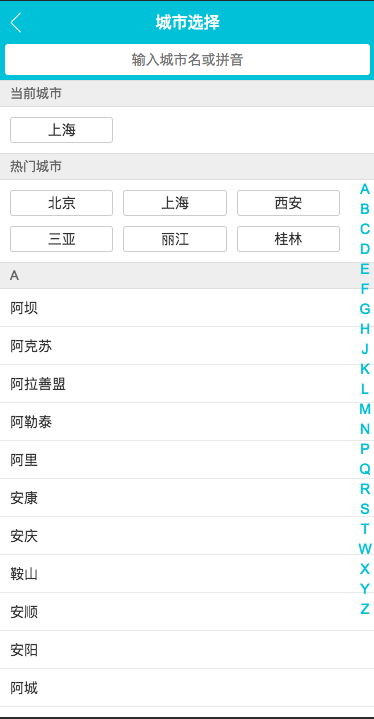 城市选择
输入城市名或拼音
当前城市
上海
热门城市
北京 上海 西安
三亚 丽江 桂林
A
阿坝
阿克苏
阿拉善盟
阿勒泰
阿里
安康
安庆
鞍山
安顺
安阳
阿城
A
B
C
D
E
F
G
H
J
K
L
M
N
P
Q
R
S
T
W
X
Y
Z